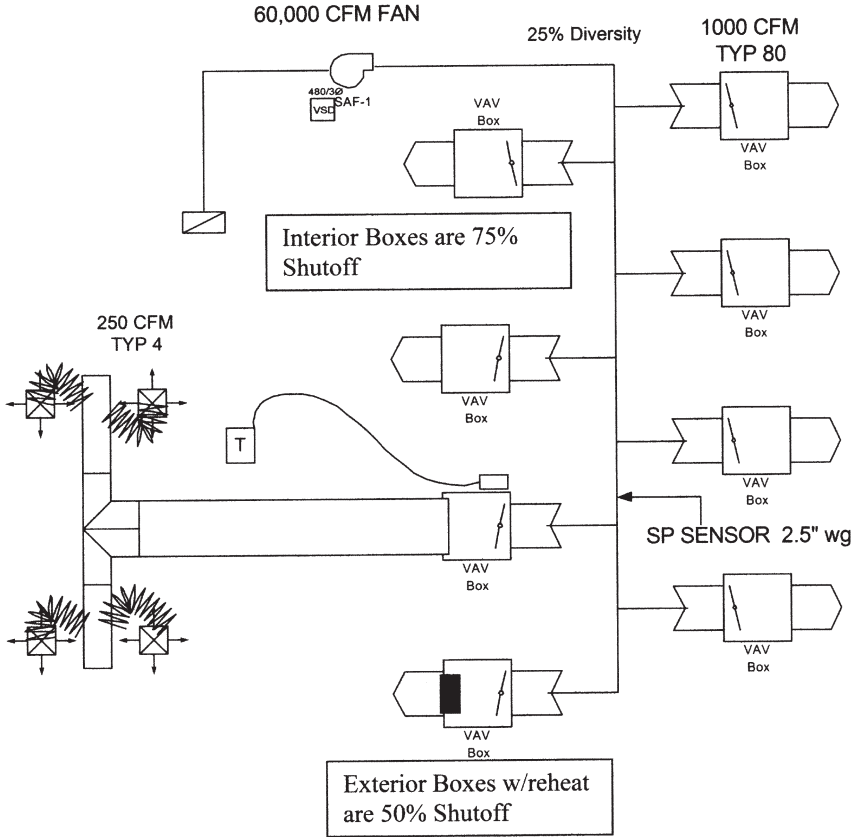 60,000 CFM FAN
25% Diversity
1000 CFM
TYP 80
480/3Ø
VSD
SAF-1
VAV
Box
VAV
Box
Interior Boxes are 75%
Shutoff
VAV
Box
250 CFM
TYP 4
VAV
Box
T
VAV
Box
SP SENSOR 2.5" wg
VAV
Box
VAV
Box
VAV
Box
Exterior Boxes w/reheat
are 50% Shutoff